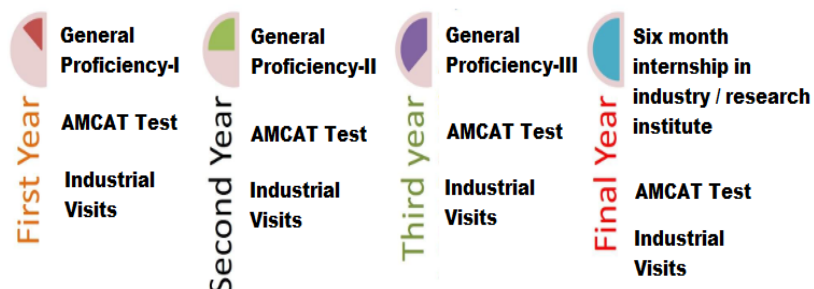 First Year
General
Proficiency-I
AMCAT Test
Industrial
Visits
Second Year
General
Proficiency-II
AMCAT Test
Industrial
Visits
Third year
General
Proficiency-III
AMCAT Test
Industrial
Visits
Final Year
Six month
internship in
industry / research
institute
AMCAT Test
Industrial
Visits